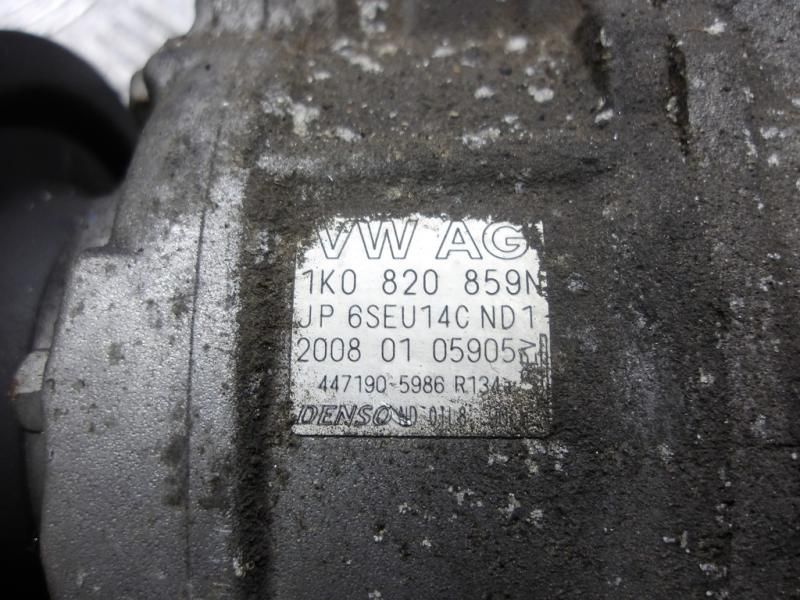 VW AG
1K0 820 859N
JP 6SEU14C ND1
2008 01 05905
447190-5986 R134a
DENSO